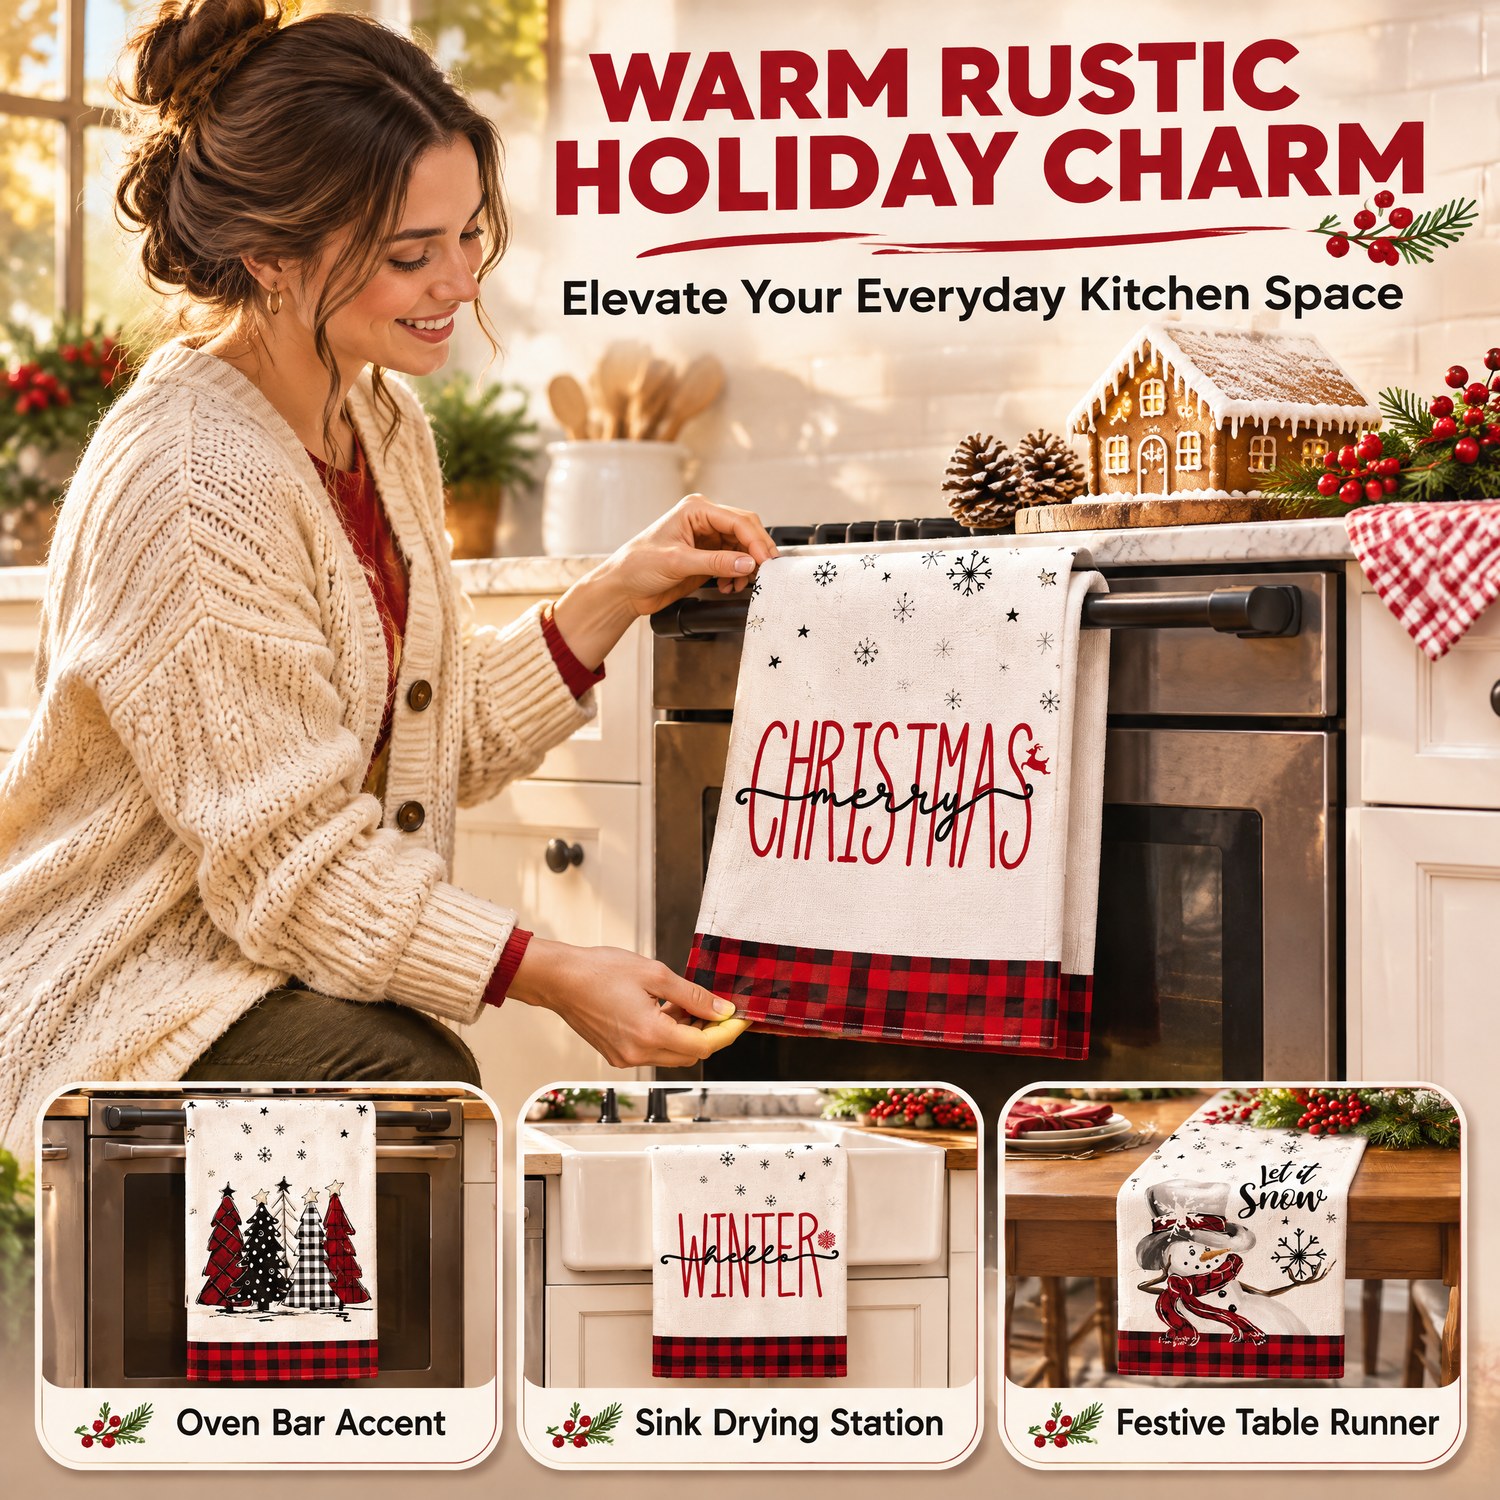 WARM RUSTIC
HOLIDAY CHARM
Elevate Your Everyday Kitchen Space
CHRISTMAS
merry
WINTER
hello
Let it
Snow
Oven Bar Accent
Sink Drying Station
Festive Table Runner